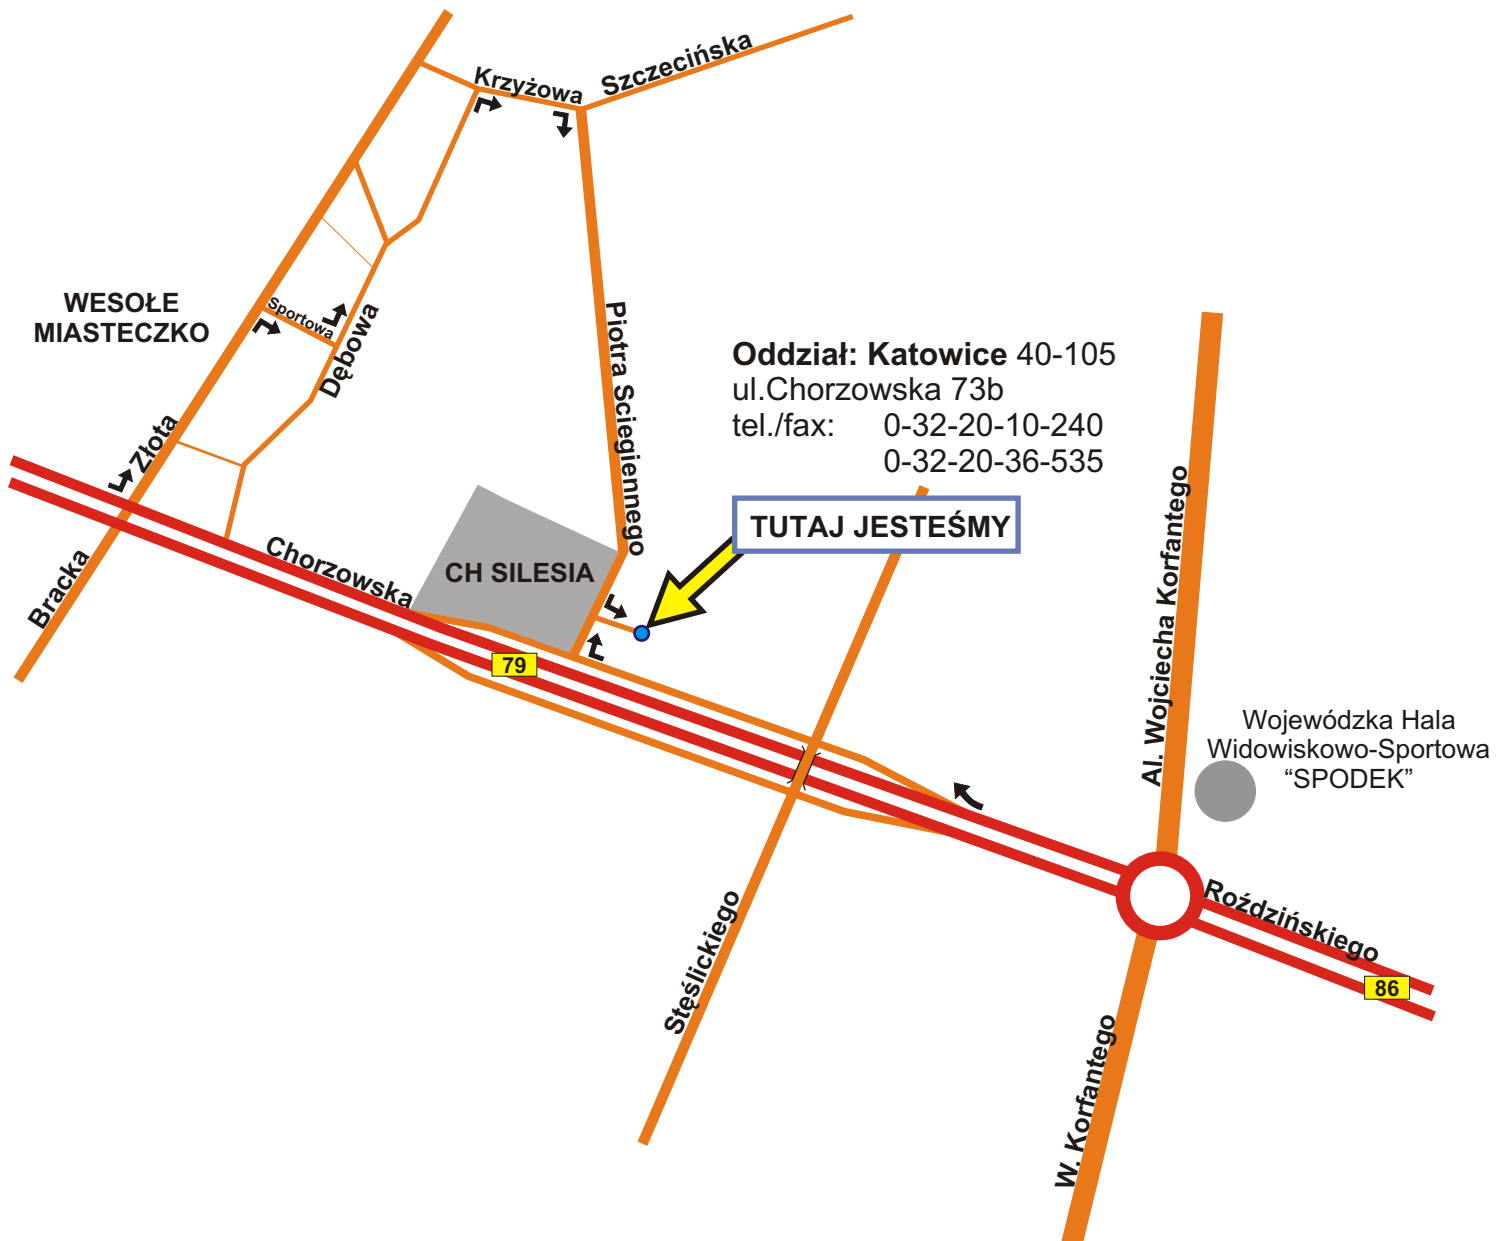 Krzyżowa
Szczecińska
WESOŁE
MIASTECZKO
Sportowa
Dębowa
Piotra Sciegiennego
Oddział: Katowice 40-105
ul.Chorzowska 73b
tel./fax: 0-32-20-10-240
0-32-20-36-535
TUTAJ JESTEŚMY
Złota
Bracka
Chorzowska
CH SILESIA
79
Al. Wojciecha Korfantego
Wojewódzka Hala
Widowiskowo-Sportowa
“SPODEK”
Stęślickiego
Roździńskiego
86
W. Korfantego